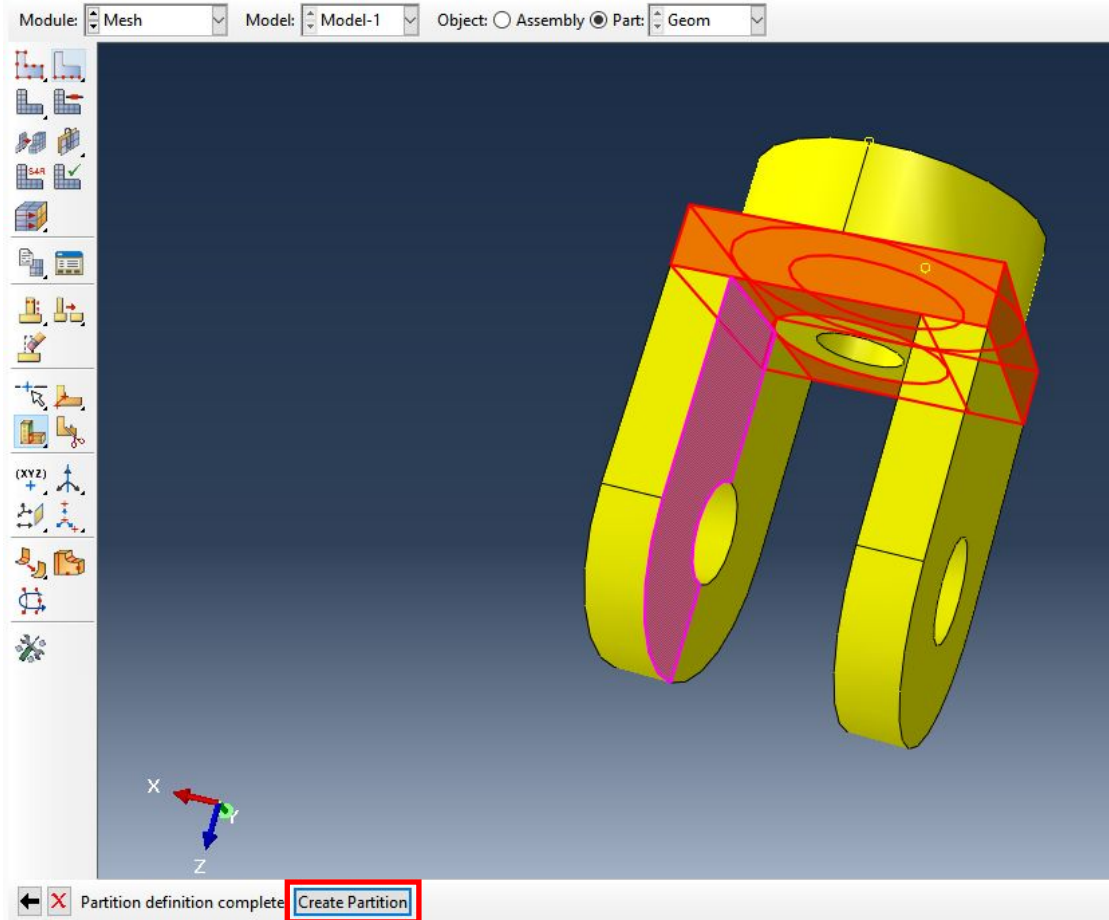 Module: Mesh Model: Model-1 Object: Assembly Part: Geom
S4R
(XYZ)
X
Y
Z
Partition definition complete Create Partition